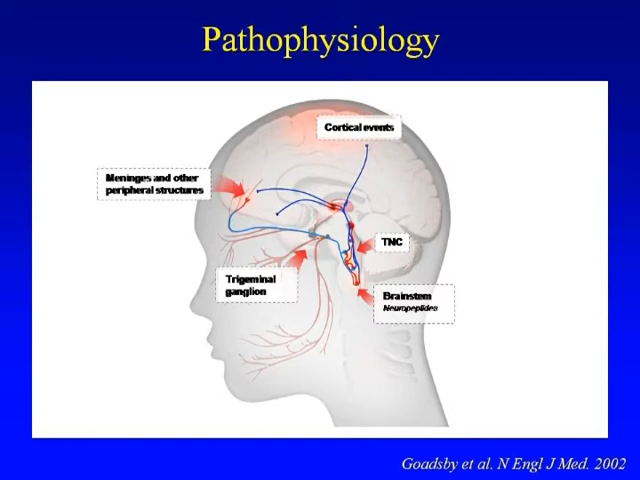 Pathophysiology
Cortical events
Meninges and other
peripheral structures
TNC
Trigeminal
ganglion
Brainstem
Neuropeptides
Goadsby et al. N Engl J Med. 2002